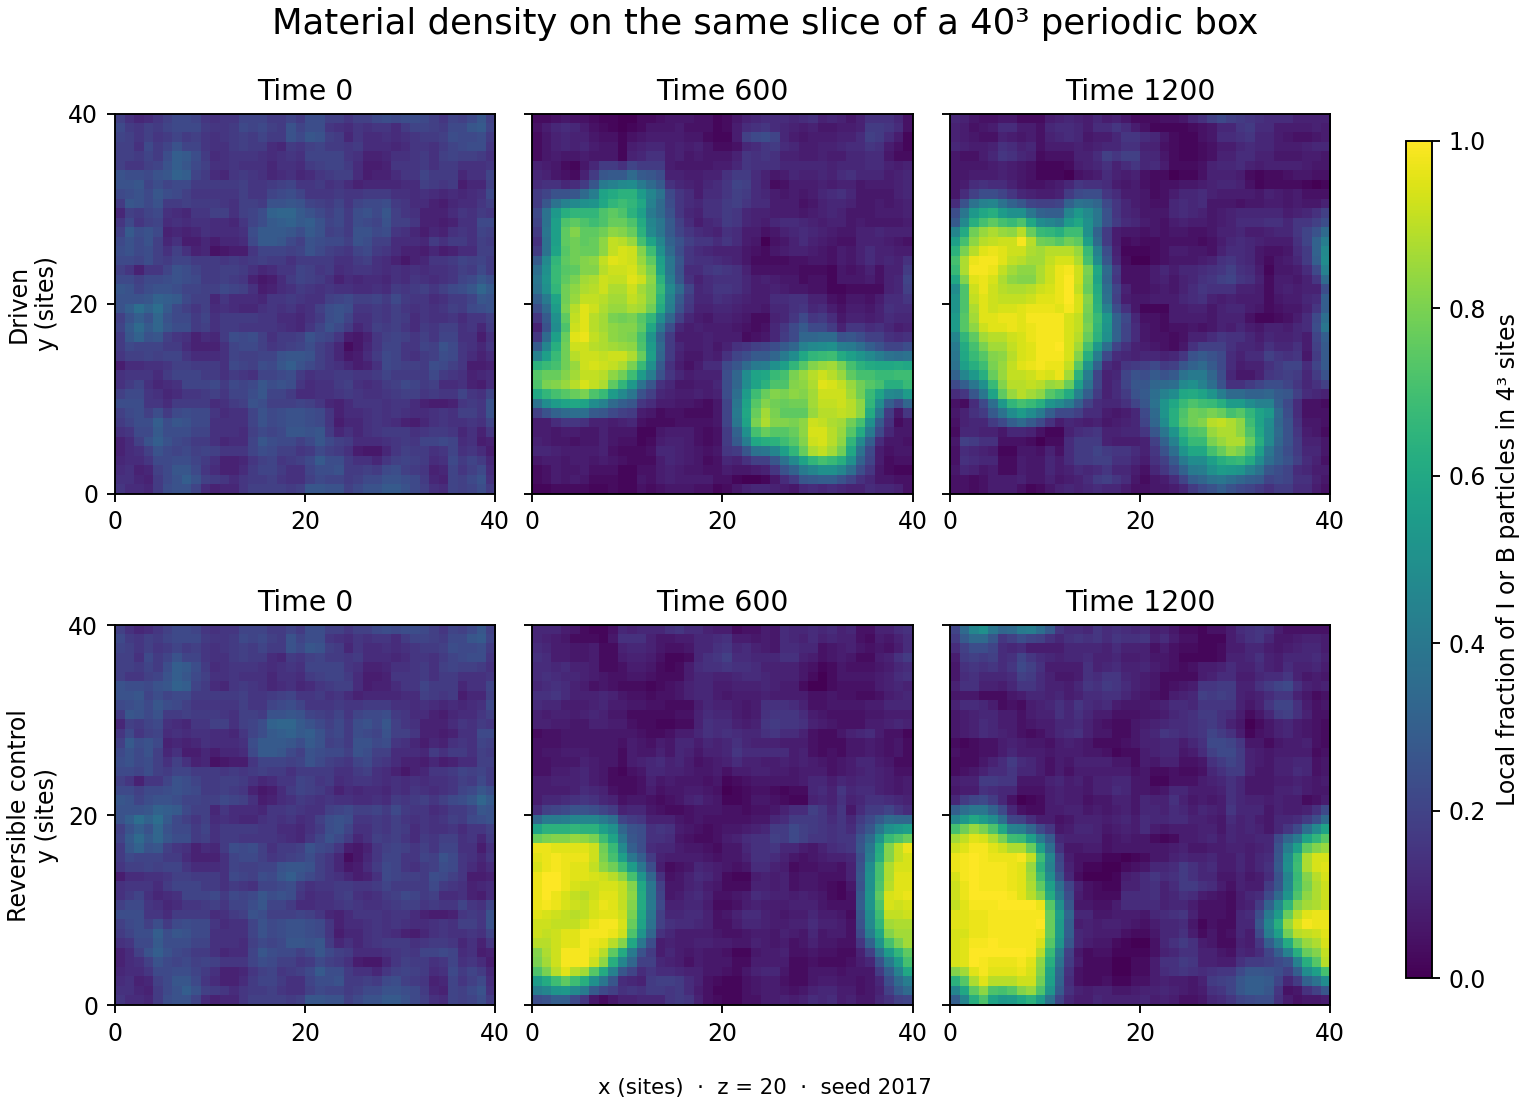 Material density on the same slice of a 40³ periodic box
Time 0
Time 600
Time 1200
Driven
y (sites)
40
20
0
0 20 40
0 20 40
0 20 40
Time 0
Time 600
Time 1200
Reversible control
y (sites)
40
20
0
0 20 40
0 20 40
0 20 40
x (sites) · z = 20 · seed 2017
1.0
0.8
0.6
0.4
0.2
0.0
Local fraction of I or B particles in 4³ sites